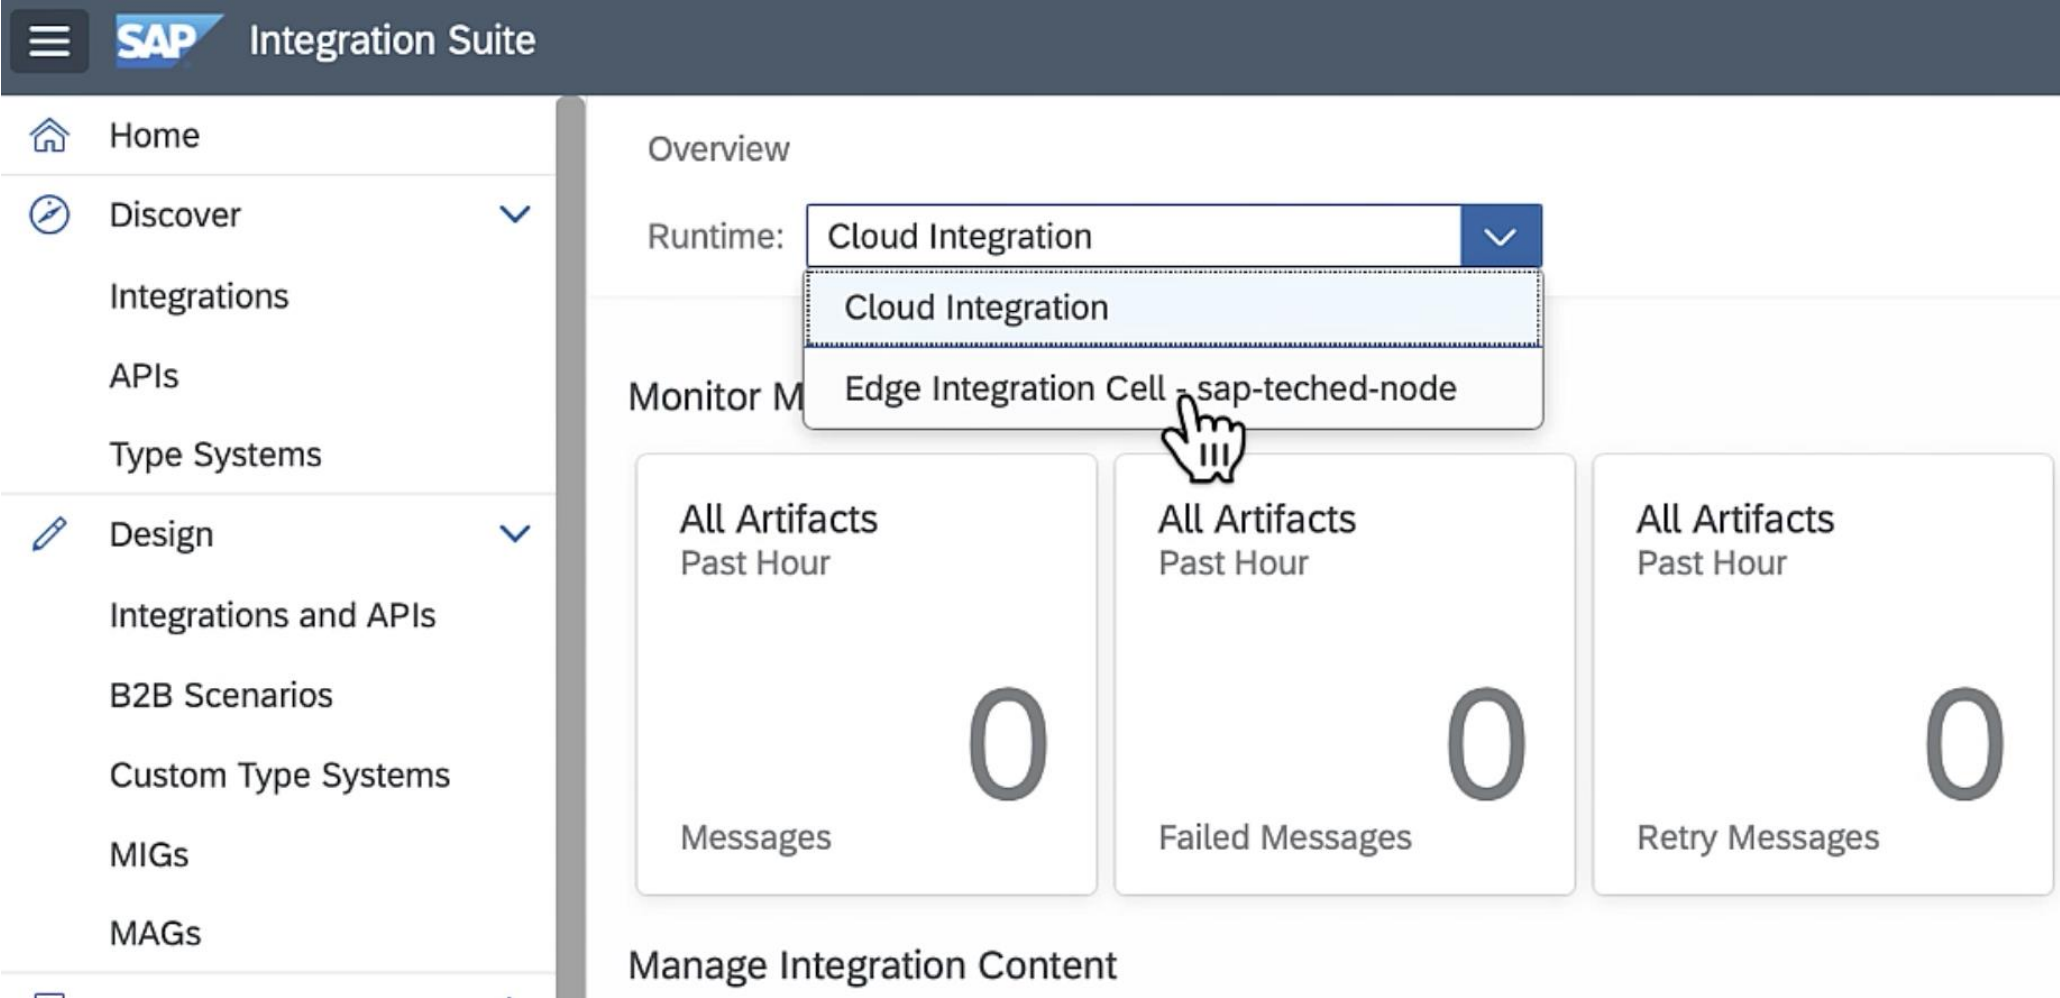 SAP Integration Suite
Home
Discover
Integrations
APIs
Type Systems
Design
Integrations and APIs
B2B Scenarios
Custom Type Systems
MIGs
MAGs
Overview
Runtime: Cloud Integration
Cloud Integration
Edge Integration Cell - sap-teched-node
Monitor M
All Artifacts
Past Hour
0
Messages
All Artifacts
Past Hour
0
Failed Messages
All Artifacts
Past Hour
0
Retry Messages
Manage Integration Content